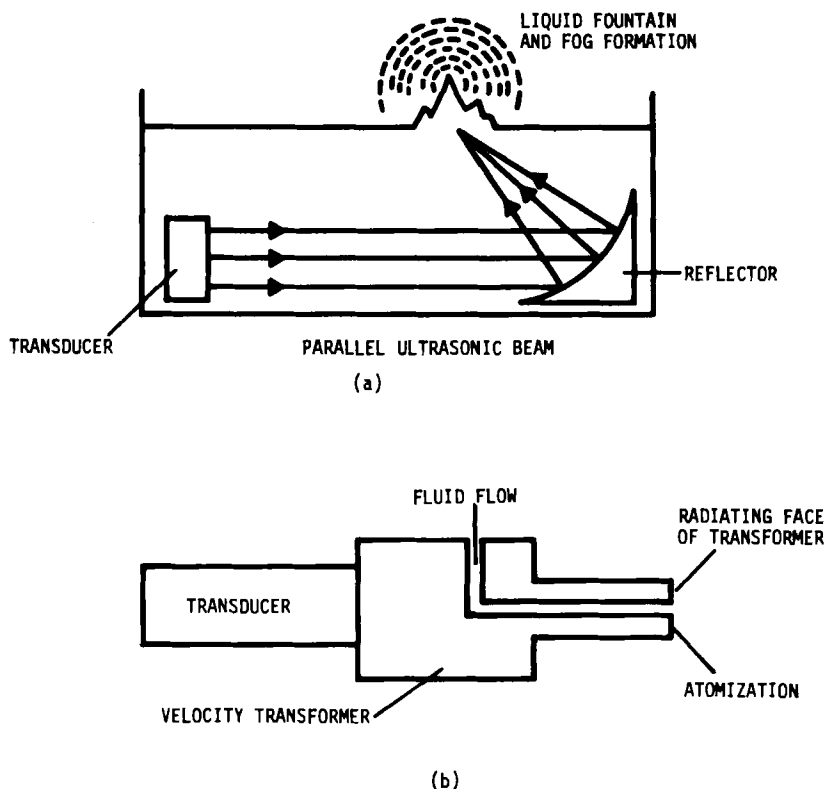 LIQUID FOUNTAIN
AND FOG FORMATION
REFLECTOR
TRANSDUCER
PARALLEL ULTRASONIC BEAM
(a)
FLUID FLOW
RADIATING FACE
OF TRANSFORMER
TRANSDUCER
ATOMIZATION
VELOCITY TRANSFORMER
(b)